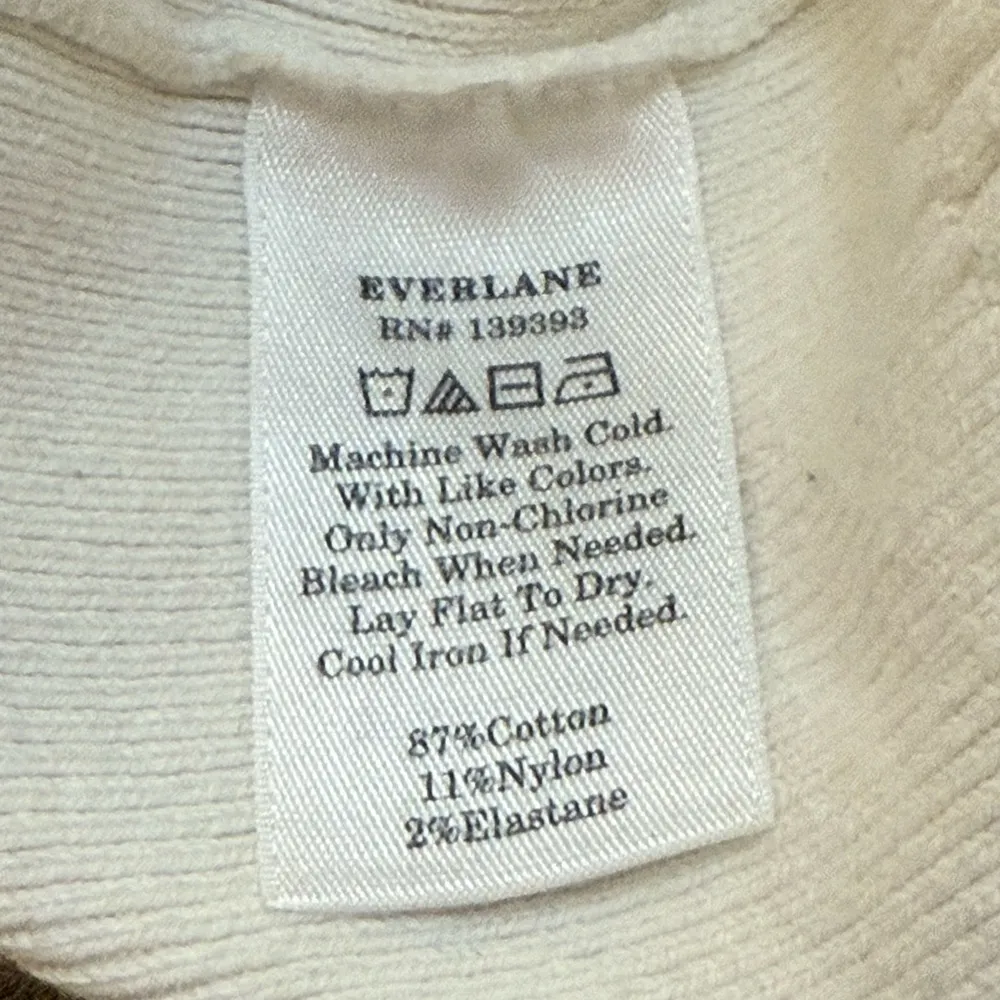 EVERLANE
RN# 139393
Machine Wash Cold.
With Like Colors.
Only Non-Chlorine
Bleach When Needed.
Lay Flat To Dry.
Cool Iron If Needed.
87%Cotton
11%Nylon
2%Elastane